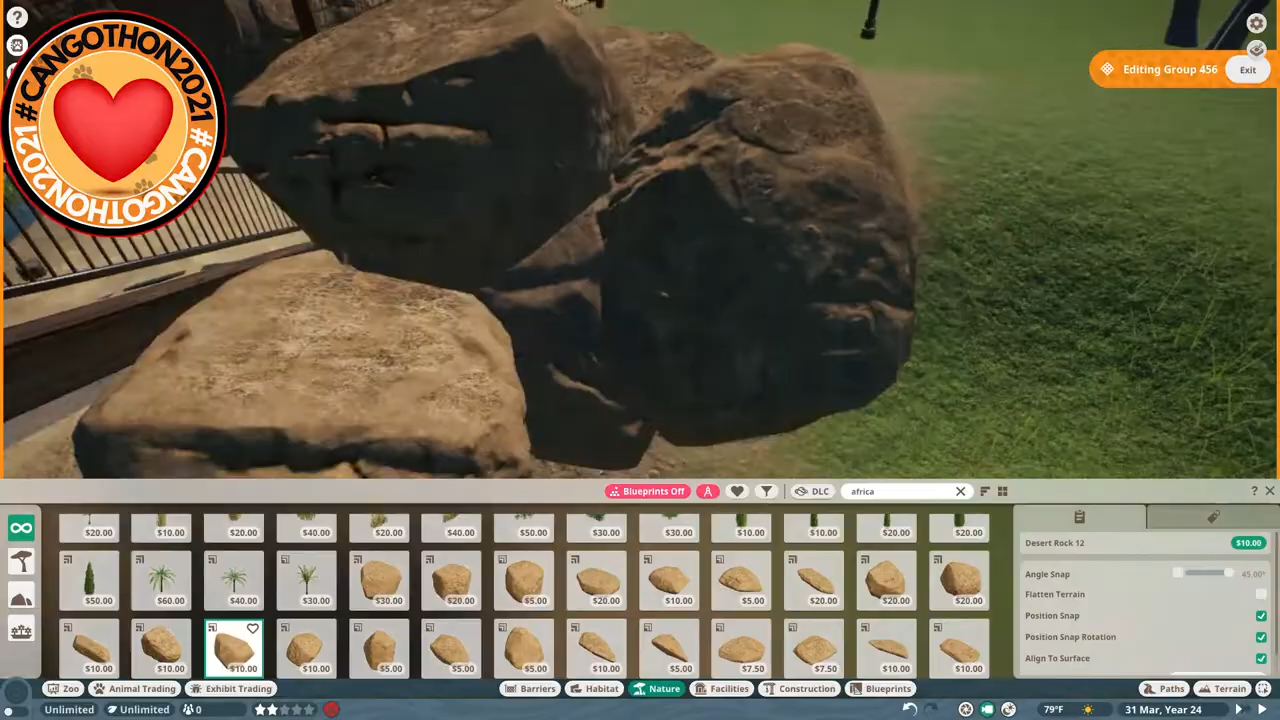 ?
#CANGOTHON2021
#CANGOTHON2021
Editing Group 456
Exit
Blueprints Off
DLC
africa
?
$20.00 $10.00 $20.00 $40.00 $20.00 $40.00 $50.00 $30.00 $30.00 $10.00 $10.00 $20.00 $20.00
Desert Rock 12 $10.00
Angle Snap 45.00°
Flatten Terrain
$50.00 $60.00 $40.00 $30.00 $30.00 $20.00 $5.00 $20.00 $10.00 $5.00 $20.00 $20.00 $20.00
Position Snap
Position Snap Rotation
Align To Surface
$10.00 $10.00 $10.00 $10.00 $5.00 $5.00 $5.00 $10.00 $5.00 $7.50 $7.50 $10.00 $10.00
Zoo Animal Trading Exhibit Trading Barriers Habitat Nature Facilities Construction Blueprints Paths Terrain
Unlimited Unlimited 0 79°F 31 Mar, Year 24